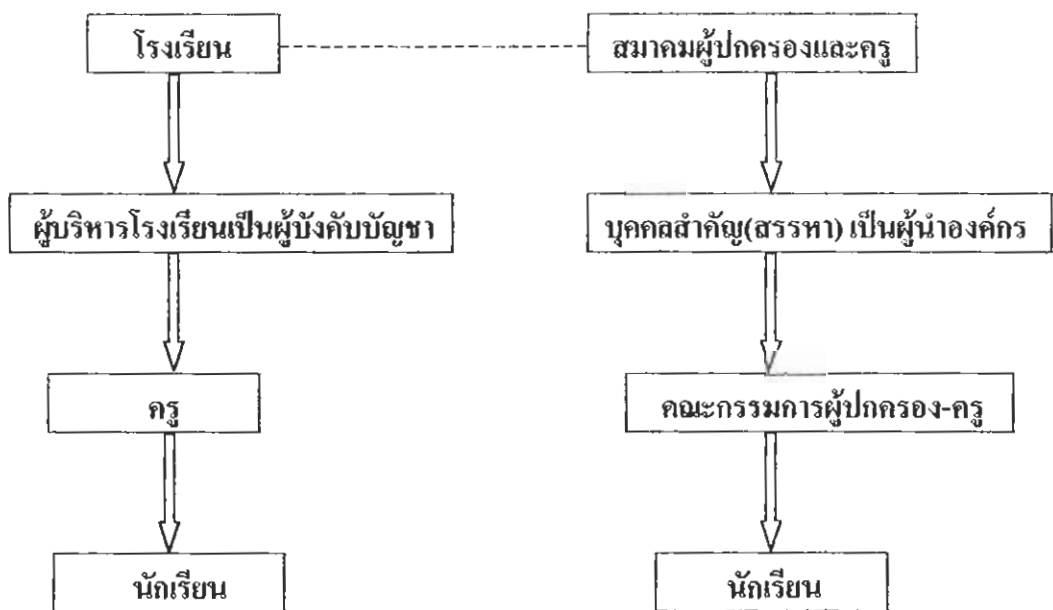 โรงเรียน
สมาคมผู้ปกครองและครู
ผู้บริหารโรงเรียนเป็นผู้บังคับบัญชา
บุคคลสำคัญ(สรรหา) เป็นผู้นำองค์กร
ครู
คณะกรรมการผู้ปกครอง-ครู
นักเรียน
นักเรียน